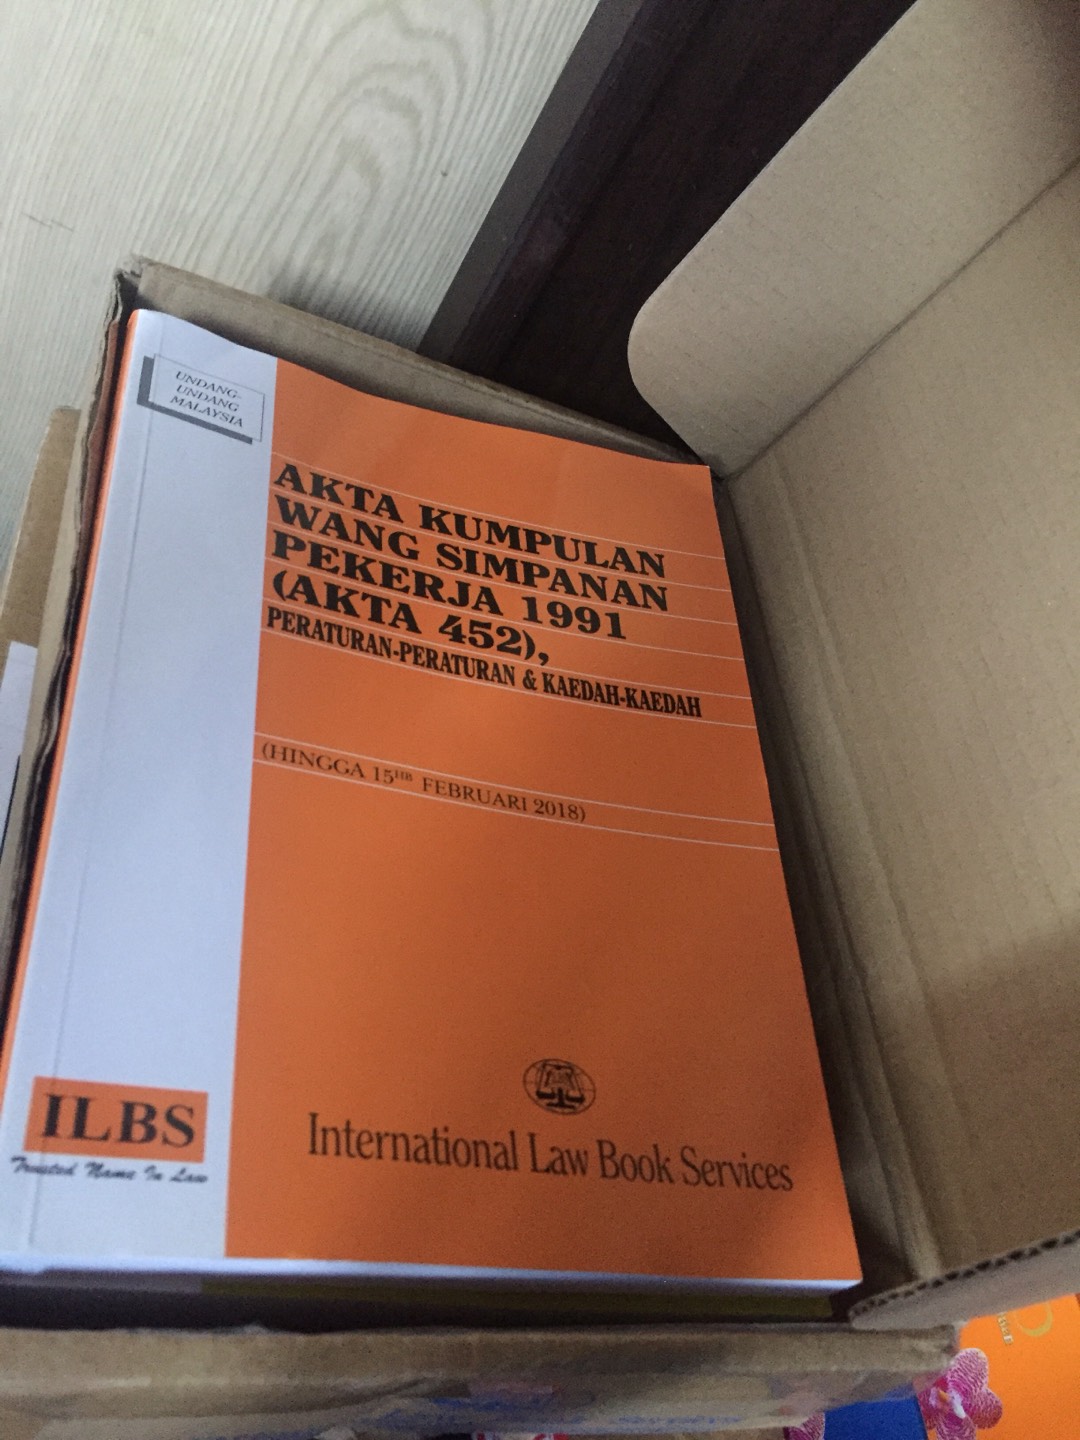 UNDANG-
UNDANG
MALAYSIA
AKTA KUMPULAN
WANG SIMPANAN
PEKERJA 1991
(AKTA 452),
PERATURAN-PERATURAN & KAEDAH-KAEDAH
(HINGGA 15HB FEBRUARI 2018)
International Law Book Services
ILBS
Trusted Name In Law